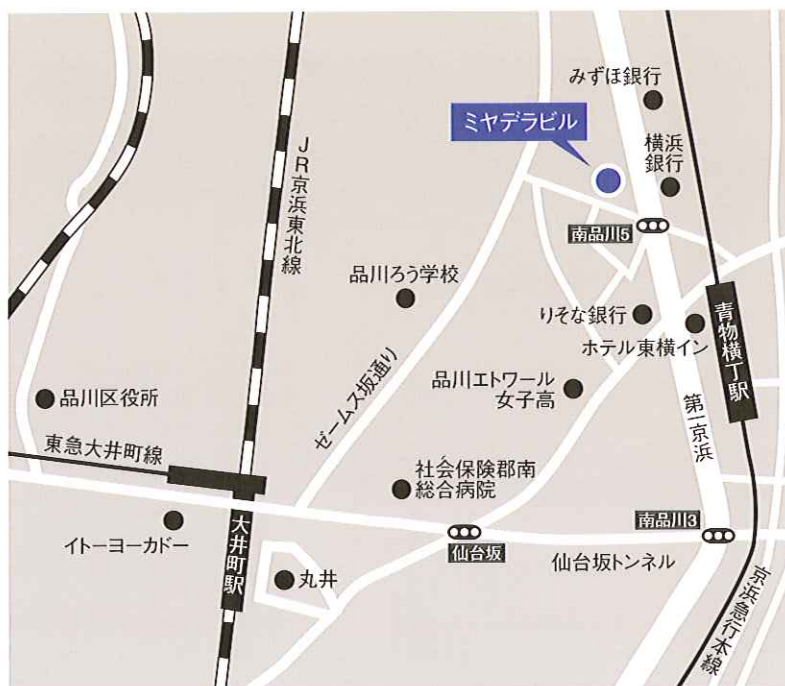 みずほ銀行
ミヤデラビル
横浜
銀行
JR京浜東北線
南品川5
品川ろう学校
りそな銀行
ホテル東横イン
青物横丁駅
ゼームス坂通り
品川エトワール
女子高
第一京浜
品川区役所
東急大井町線
社会保険郡南
総合病院
イトーヨーカドー
大井町駅
仙台坂
仙台坂トンネル
南品川3
丸井
京浜急行本線